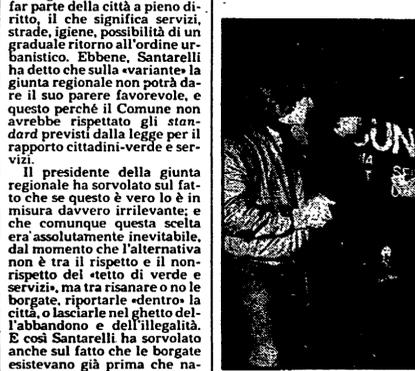 far parte della città a pieno di-
ritto, il che significa servizi,
strade, igiene, possibilità di un
graduale ritorno all'ordine ur-
banistico. Ebbene, Santarelli
ha detto che sulla «variante» la
giunta regionale non potrà da-
re il suo parere favorevole, e
questo perché il Comune non
avrebbe rispettato gli stan-
dard previsti dalla legge per il
rapporto cittadini-verde e ser-
vizi.
Il presidente della giunta
regionale ha sorvolato sul fat-
to che se questo è vero lo è in
misura davvero irrilevante; e
che comunque questa scelta
era assolutamente inevitabile,
dal momento che l'alternativa
non è tra il rispetto e il non-
rispetto del «tetto di verde e
servizi», ma tra risanare o no le
borgate, riportarle «dentro» la
città, o lasciarle nel ghetto del-
l'abbandono e dell'illegalità.
E così Santarelli ha sorvolato
anche sul fatto che le borgate
esistevano già prima che na-